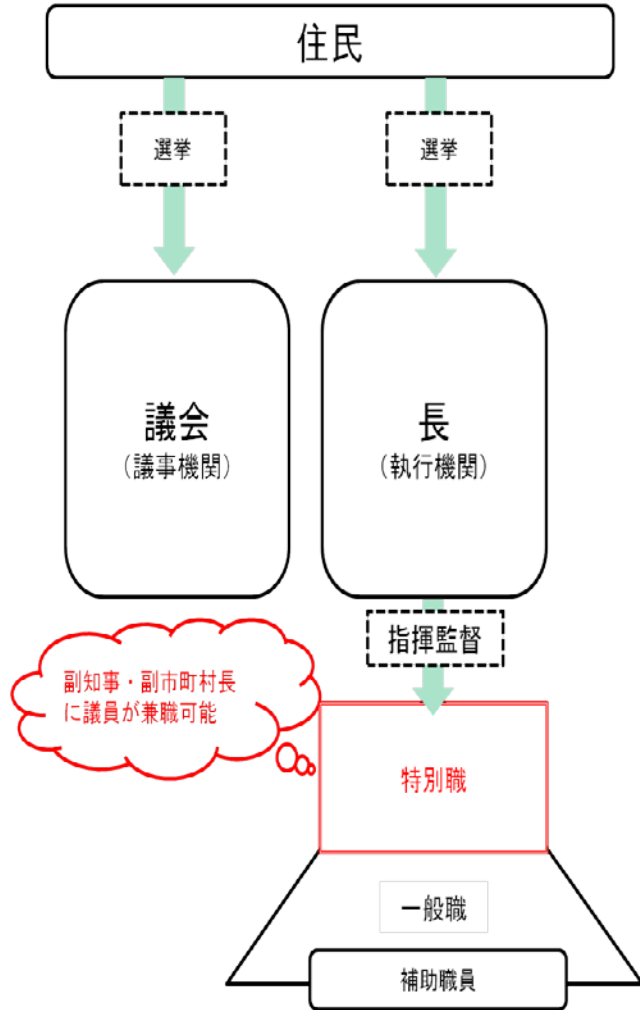 住民
選挙
選挙
議会
（議事機関）
長
（執行機関）
指揮監督
副知事・副市町村長
に議員が兼職可能
特別職
一般職
補助職員